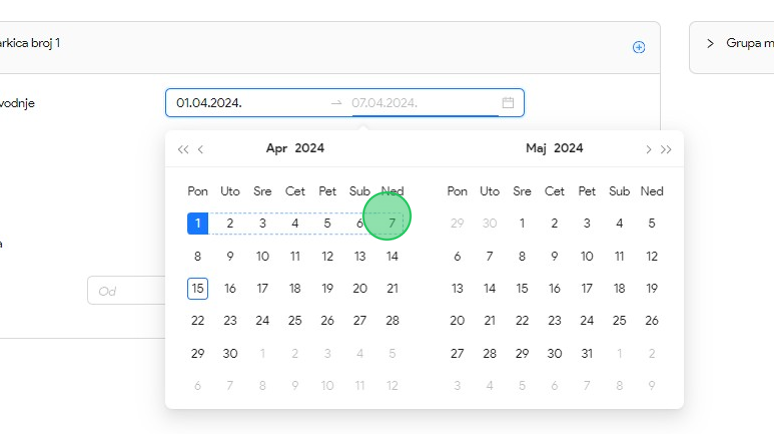 arkica broj 1
Grupa m
vodnje
01.04.2024. → 07.04.2024.
Apr 2024
Maj 2024
Pon Uto Sre Cet Pet Sub Ned
1 2 3 4 5 6 7
8 9 10 11 12 13 14
15 16 17 18 19 20 21
22 23 24 25 26 27 28
29 30 1 2 3 4 5
6 7 8 9 10 11 12
Pon Uto Sre Cet Pet Sub Ned
29 30 1 2 3 4 5
6 7 8 9 10 11 12
13 14 15 16 17 18 19
20 21 22 23 24 25 26
27 28 29 30 31 1 2
3 4 5 6 7 8 9
a
Od